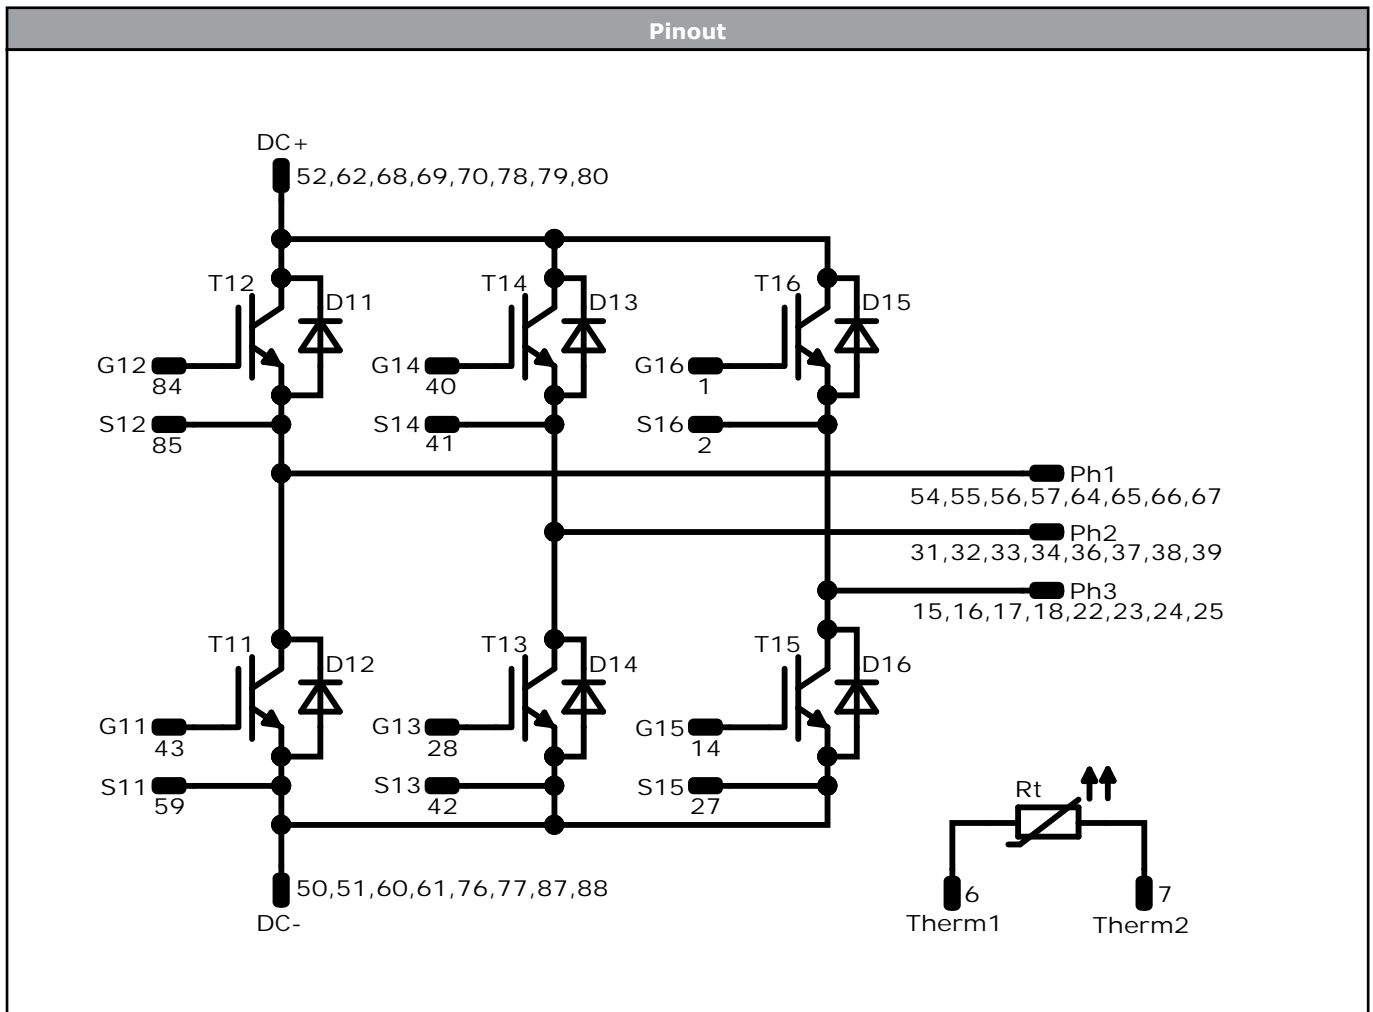 Pinout
DC+
52,62,68,69,70,78,79,80
T12
T14
T16
D11
D13
D15
G12
G14
G16
84
40
1
S12
S14
S16
85
41
2
Ph1
54,55,56,57,64,65,66,67
Ph2
31,32,33,34,36,37,38,39
Ph3
15,16,17,18,22,23,24,25
T11
T13
T15
D12
D14
D16
G11
G13
G15
43
28
14
S11
S13
S15
59
42
27
Rt
50,51,60,61,76,77,87,88
6
7
DC-
Therm1
Therm2